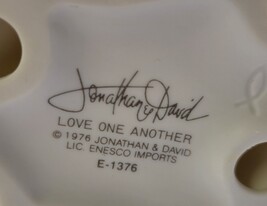 Jonathan & David
LOVE ONE ANOTHER
© 1976 JONATHAN & DAVID
LIC. ENESCO IMPORTS
E-1376